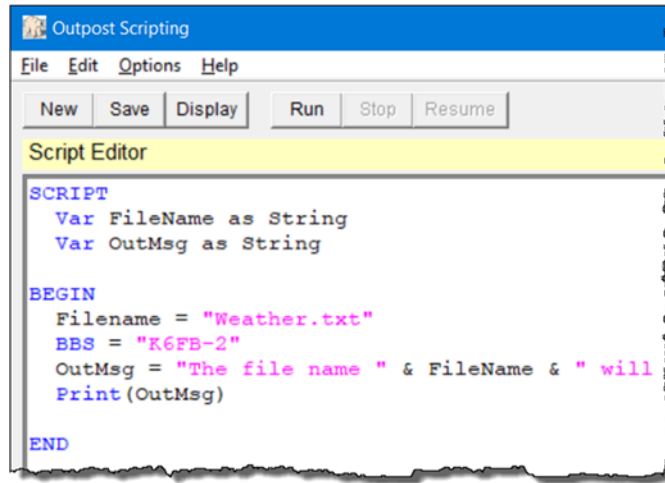 Outpost Scripting
File Edit Options Help
New Save Display Run Stop Resume
Script Editor
SCRIPT
Var FileName as String
Var OutMsg as String
BEGIN
Filename = "Weather.txt"
BBS = "K6FB-2"
OutMsg = "The file name " & FileName & " will
Print(OutMsg)
END